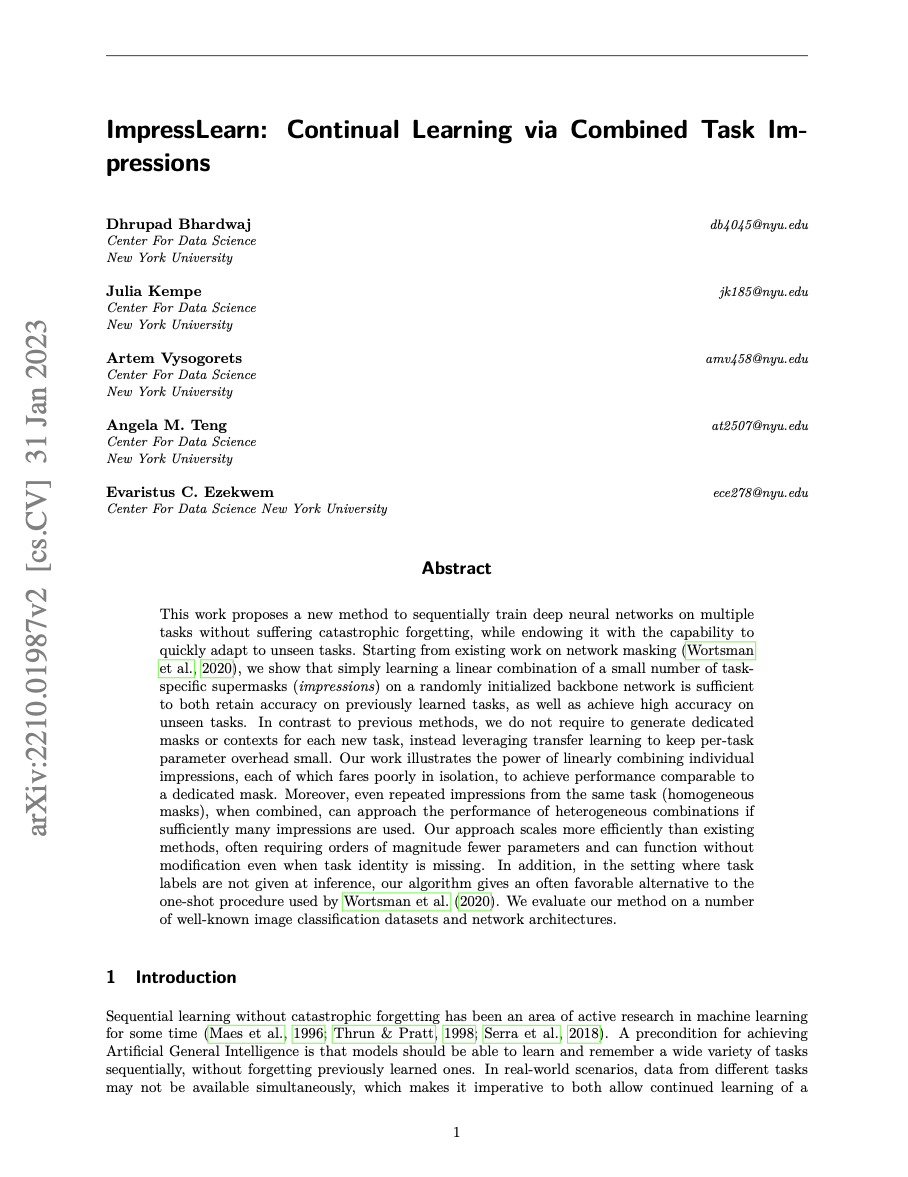 ImpressLearn: Continual Learning via Combined Task Im-
pressions
Dhrupad Bhardwaj db4045@nyu.edu
Center For Data Science
New York University
Julia Kempe jk185@nyu.edu
Center For Data Science
New York University
Artem Vysogorets amv458@nyu.edu
Center For Data Science
New York University
Angela M. Teng at2507@nyu.edu
Center For Data Science
New York University
Evaristus C. Ezekwem ece278@nyu.edu
Center For Data Science New York University
arXiv:2210.01987v2 [cs.CV] 31 Jan 2023
Abstract
This work proposes a new method to sequentially train deep neural networks on multiple
tasks without suffering catastrophic forgetting, while endowing it with the capability to
quickly adapt to unseen tasks. Starting from existing work on network masking (Wortsman
et al., 2020), we show that simply learning a linear combination of a small number of task-
specific supermasks (impressions) on a randomly initialized backbone network is sufficient
to both retain accuracy on previously learned tasks, as well as achieve high accuracy on
unseen tasks. In contrast to previous methods, we do not require to generate dedicated
masks or contexts for each new task, instead leveraging transfer learning to keep per-task
parameter overhead small. Our work illustrates the power of linearly combining individual
impressions, each of which fares poorly in isolation, to achieve performance comparable to
a dedicated mask. Moreover, even repeated impressions from the same task (homogeneous
masks), when combined, can approach the performance of heterogeneous combinations if
sufficiently many impressions are used. Our approach scales more efficiently than existing
methods, often requiring orders of magnitude fewer parameters and can function without
modification even when task identity is missing. In addition, in the setting where task
labels are not given at inference, our algorithm gives an often favorable alternative to the
one-shot procedure used by Wortsman et al. (2020). We evaluate our method on a number
of well-known image classification datasets and network architectures.
1 Introduction
Sequential learning without catastrophic forgetting has been an area of active research in machine learning
for some time (Maes et al., 1996; Thrun & Pratt, 1998; Serra et al., 2018). A precondition for achieving
Artificial General Intelligence is that models should be able to learn and remember a wide variety of tasks
sequentially, without forgetting previously learned ones. In real-world scenarios, data from different tasks
may not be available simultaneously, which makes it imperative to both allow continued learning of a
1